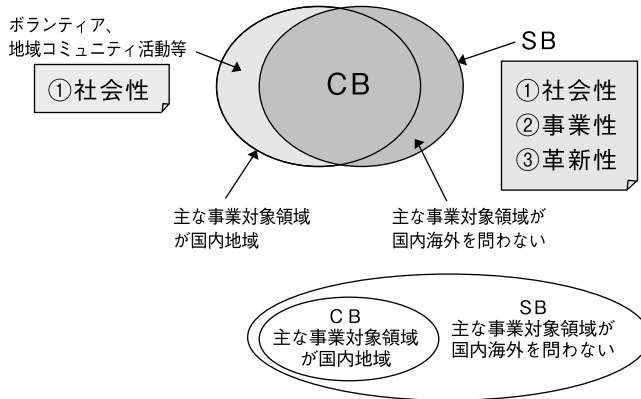 ボランティア、
地域コミュニティ活動等
①社会性
CB
SB
①社会性
②事業性
③革新性
主な事業対象領域
が国内地域
主な事業対象領域が
国内海外を問わない
CB
主な事業対象領域
が国内地域
SB
主な事業対象領域が
国内海外を問わない